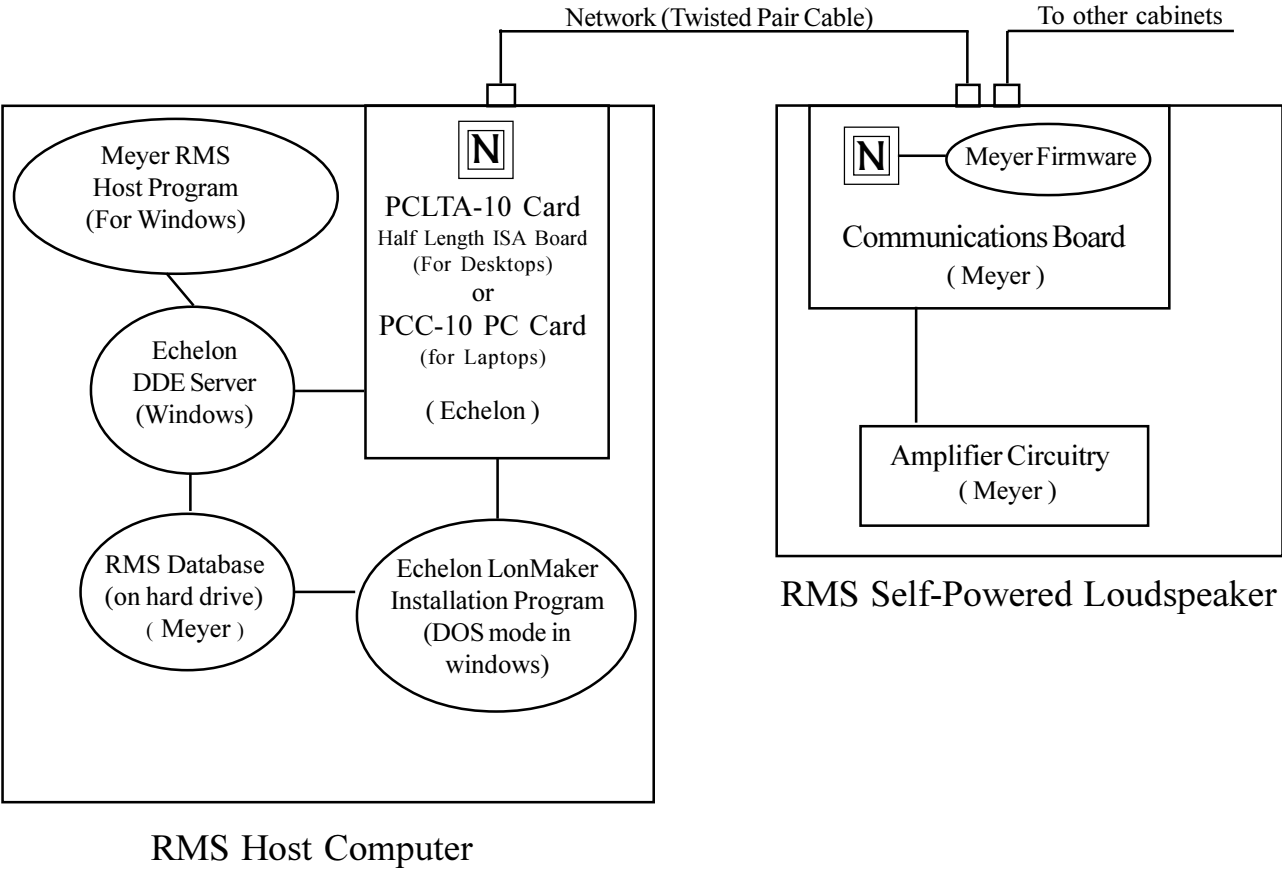 Network (Twisted Pair Cable)
To other cabinets
Meyer RMS
Host Program
(For Windows)
N
PCLTA-10 Card
Half Length ISA Board
(For Desktops)
or
PCC-10 PC Card
(for Laptops)
( Echelon )
Echelon
DDE Server
(Windows)
RMS Database
(on hard drive)
( Meyer )
Echelon LonMaker
Installation Program
(DOS mode in
windows)
RMS Host Computer
N
Meyer Firmware
Communications Board
( Meyer )
Amplifier Circuitry
( Meyer )
RMS Self-Powered Loudspeaker